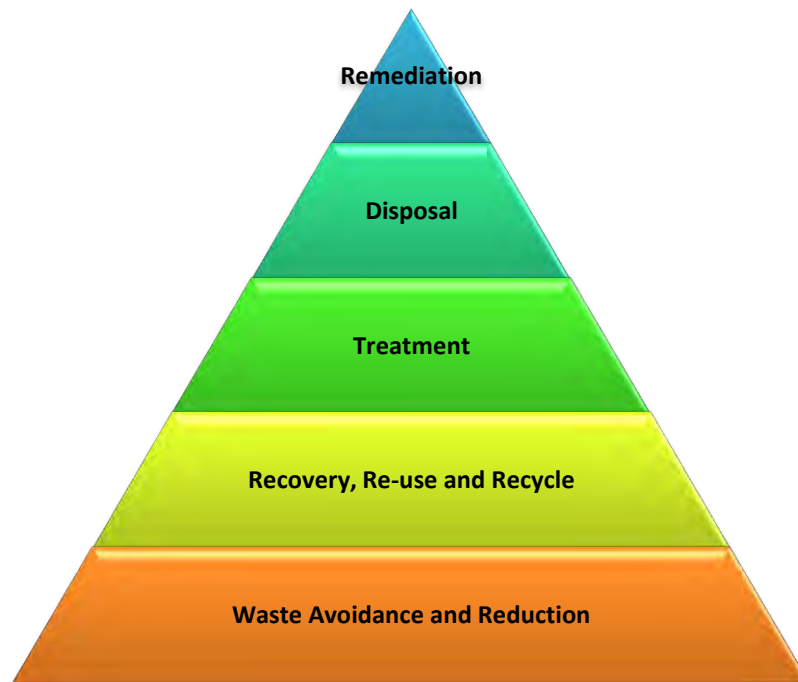 Remediation
Disposal
Treatment
Recovery, Re-use and Recycle
Waste Avoidance and Reduction